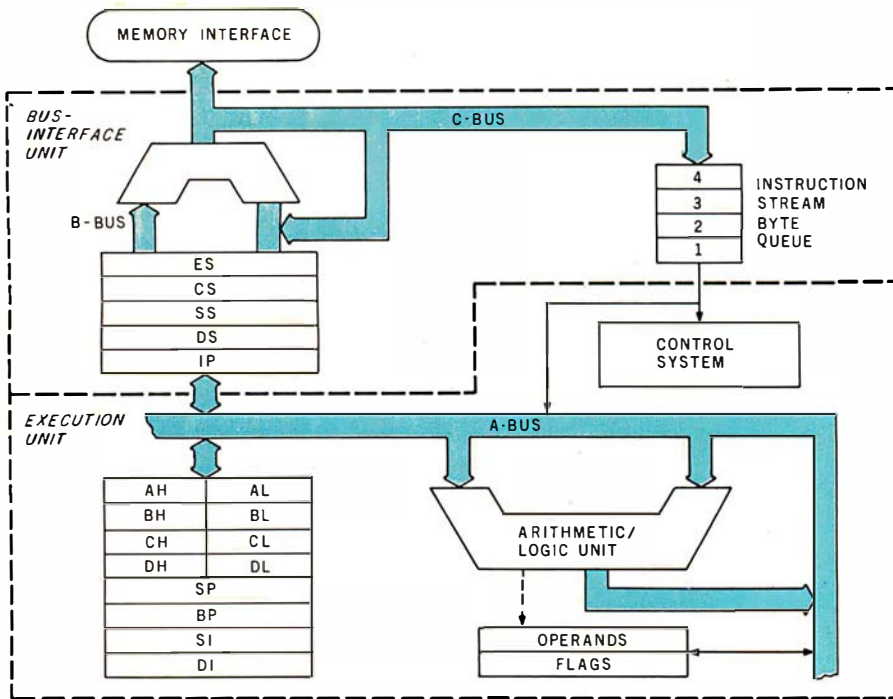 MEMORY INTERFACE
BUS-
INTERFACE
UNIT
C-BUS
B-BUS
4
3
2
1
INSTRUCTION
STREAM
BYTE
QUEUE
ES
CS
SS
DS
IP
CONTROL
SYSTEM
EXECUTION
UNIT
A-BUS
AH AL
BH BL
CH CL
DH DL
SP
BP
SI
DI
ARITHMETIC/
LOGIC UNIT
OPERANDS
FLAGS